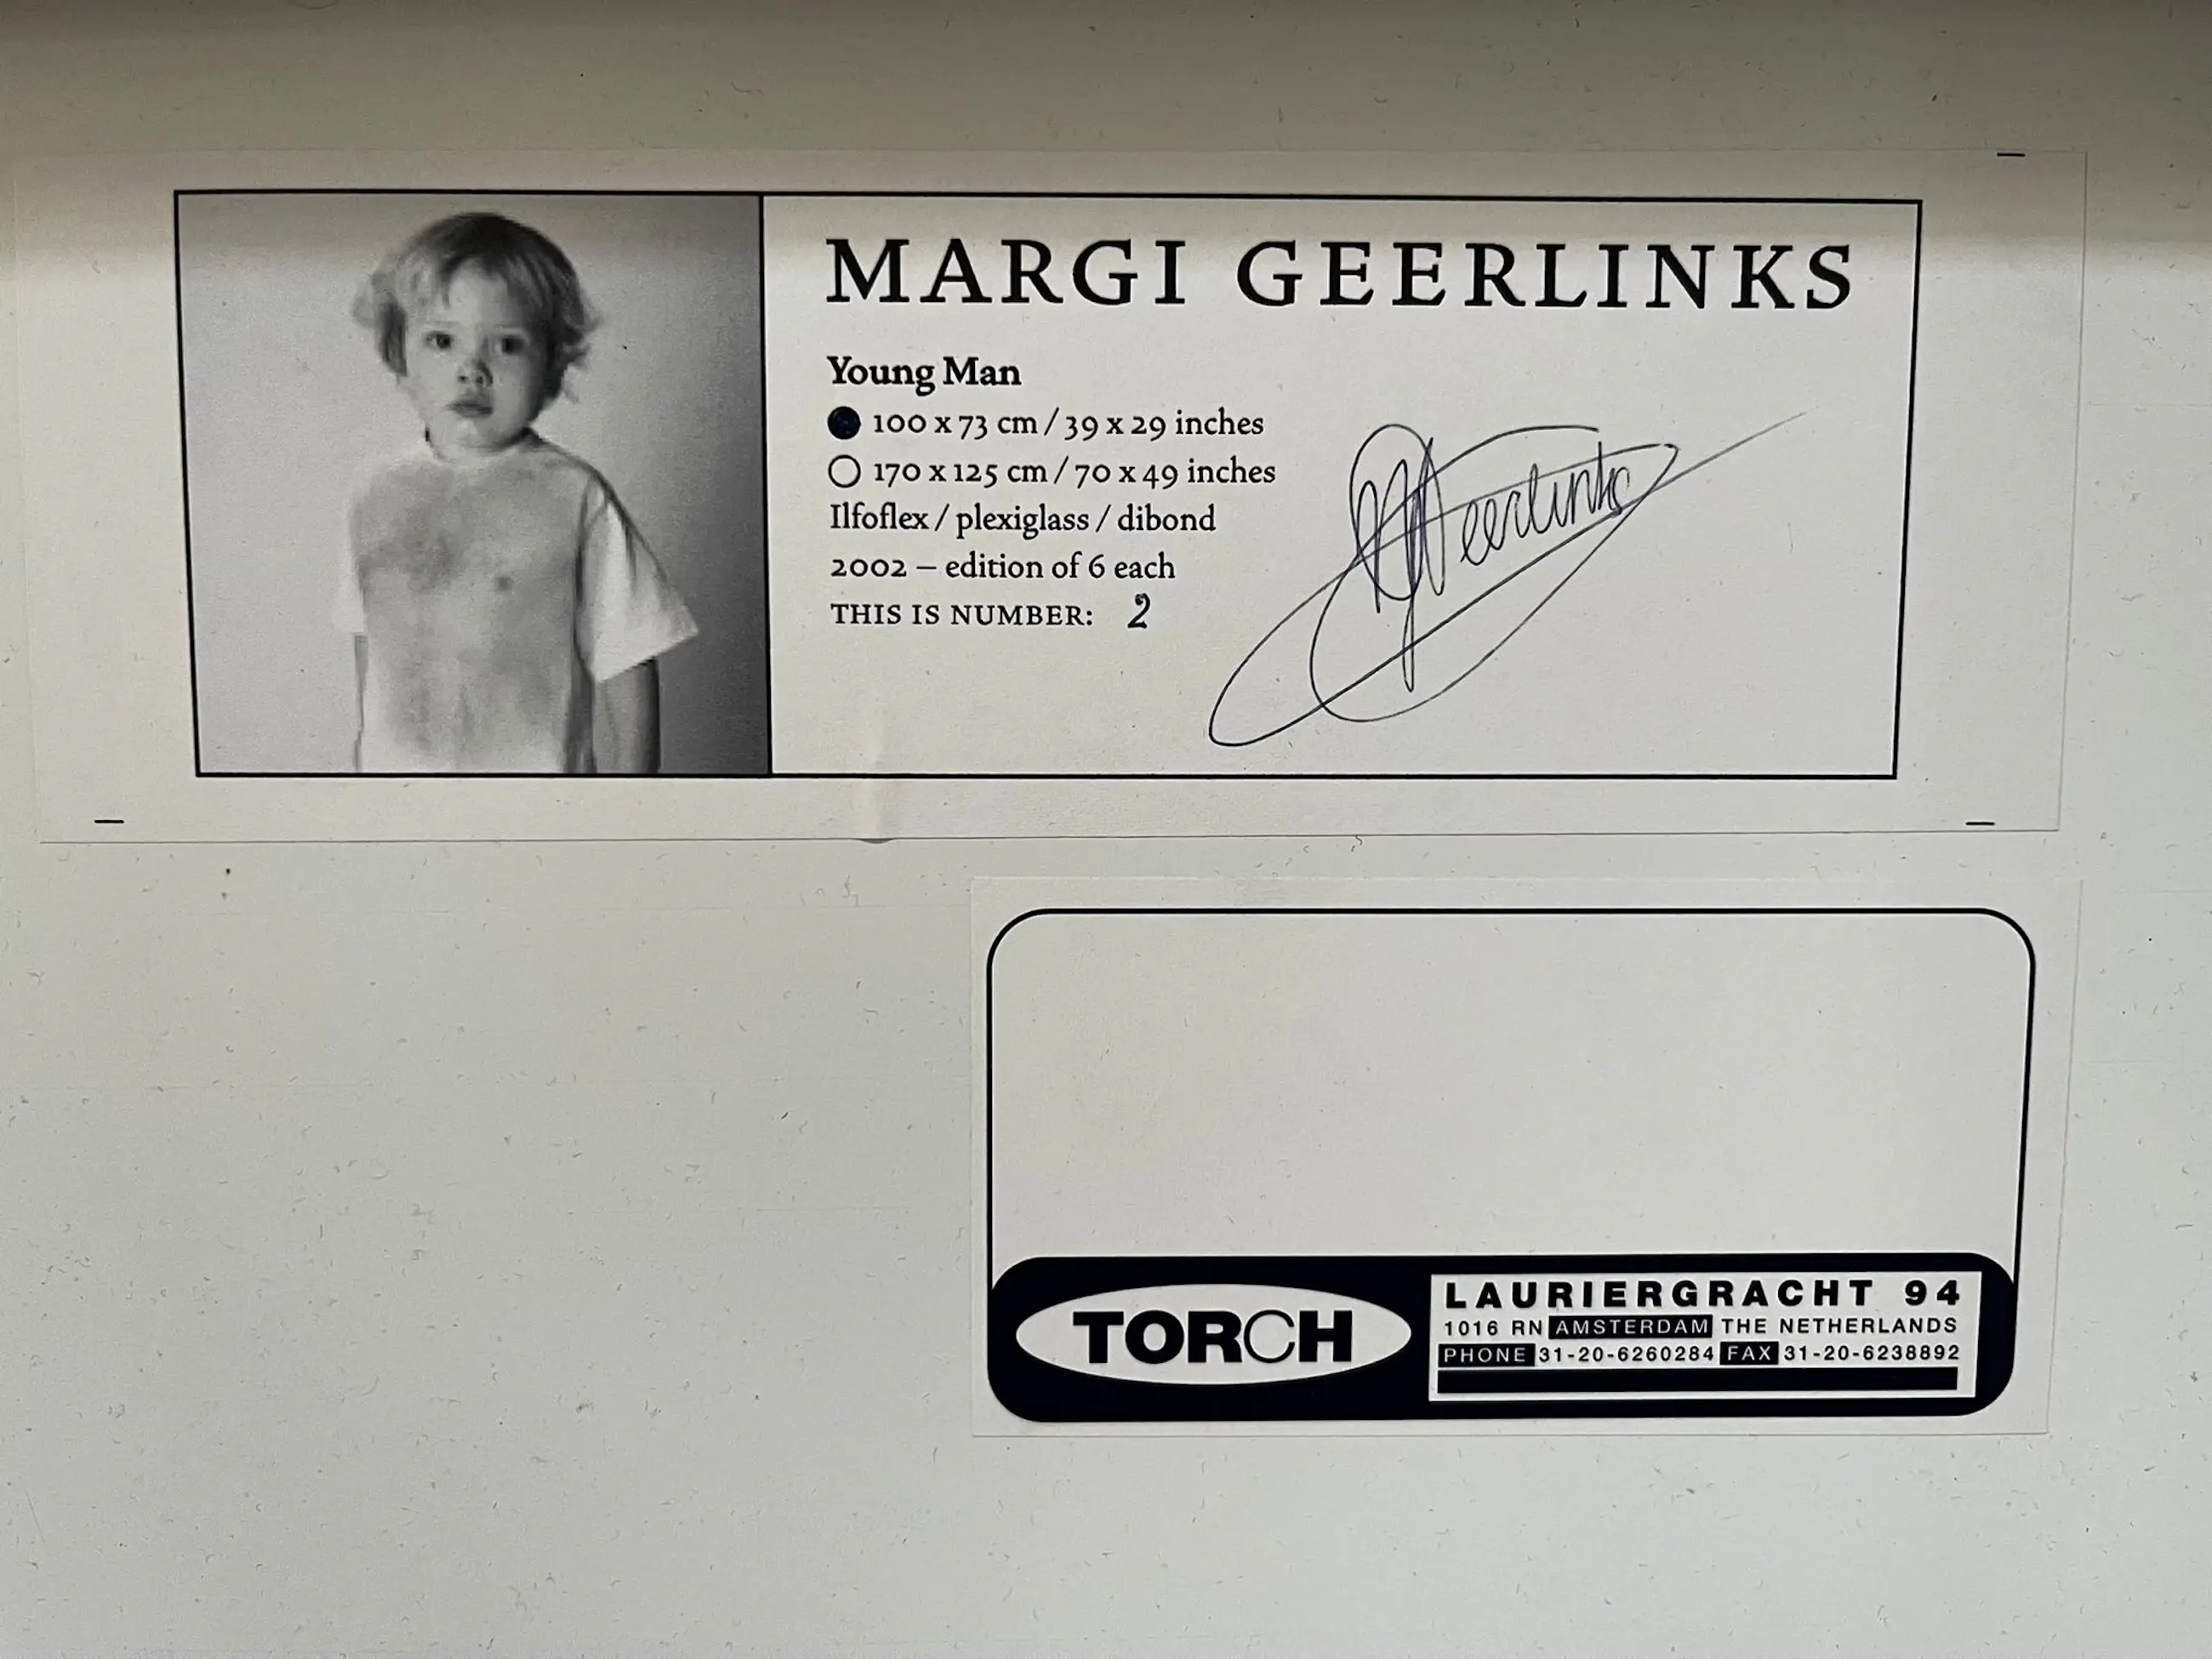 MARGI GEERLINKS
Young Man
100 x 73 cm / 39 x 29 inches
170 x 125 cm / 70 x 49 inches
Ilfoflex / plexiglass / dibond
2002 – edition of 6 each
THIS IS NUMBER: 2
MGeerlinks
TORCH
LAURIERGRACHT 94
1016 RN AMSTERDAM THE NETHERLANDS
PHONE 31-20-6260284 FAX 31-20-6238892